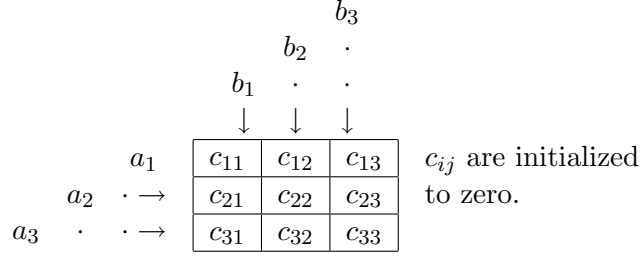 b3
b2 ·
b1 · ·
↓ ↓ ↓
a1 c11 c12 c13 cij are initialized
a2 · → c21 c22 c23 to zero.
a3 · · → c31 c32 c33